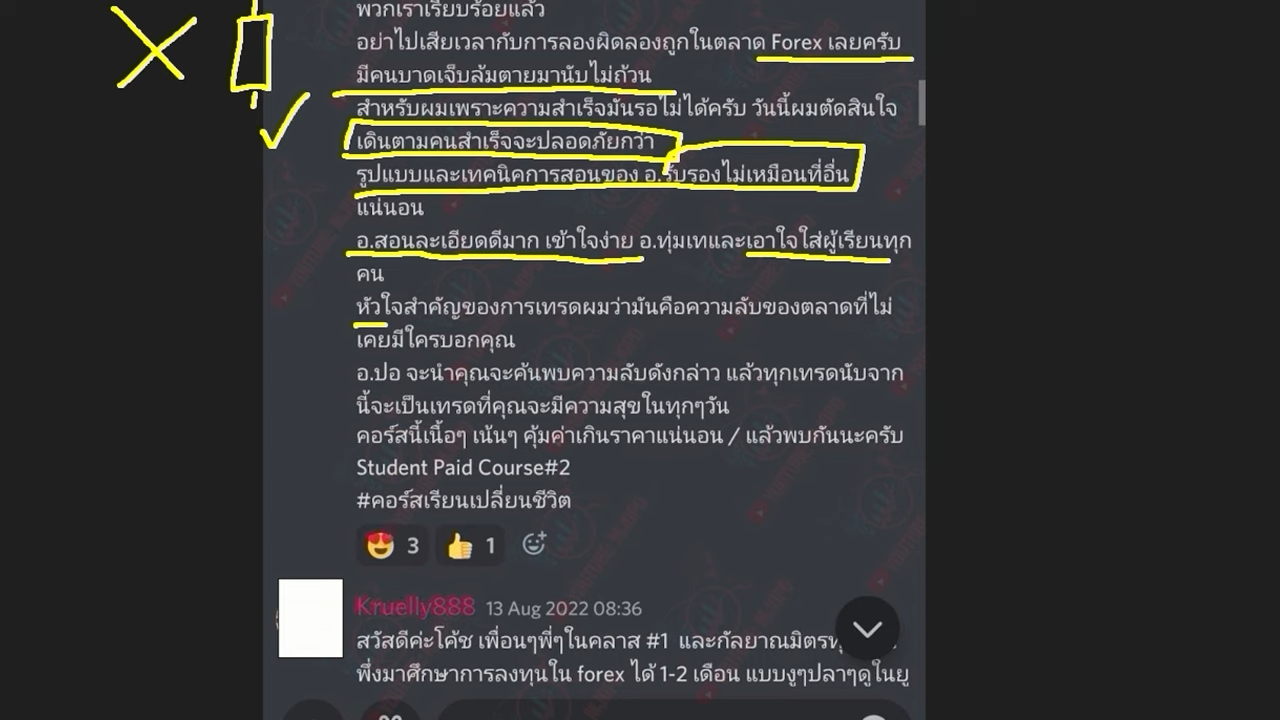 พวกเราเรียบร้อยแล้ว
อย่าไปเสียเวลากับการลองผิดลองถูกในตลาด Forex เลยครับ
มีคนบาดเจ็บล้มตายมานับไม่ถ้วน
สำหรับผมเพราะความสำเร็จมันรอไม่ได้ครับ วันนี้ผมตัดสินใจ
เดินตามคนสำเร็จจะปลอดภัยกว่า
รูปแบบและเทคนิคการสอนของ อ.รับรองไม่เหมือนที่อื่น
แน่นอน
อ.สอนละเอียดดีมาก เข้าใจง่าย อ.ทุ่มเทและเอาใจใส่ผู้เรียนทุก
คน
หัวใจสำคัญของการเทรดผมว่ามันคือความลับของตลาดที่ไม่
เคยมีใครบอกคุณ
อ.ปอ จะนำคุณจะค้นพบความลับดังกล่าว แล้วทุกเทรดนับจาก
นี้จะเป็นเทรดที่คุณจะมีความสุขในทุกๆวัน
คอร์สนี้เนื้อๆ เน้นๆ คุ้มค่าเกินราคาแน่นอน / แล้วพบกันนะครับ
Student Paid Course#2
#คอร์สเรียนเปลี่ยนชีวิต
3 1
Kruelly888 13 Aug 2022 08:36
สวัสดีค่ะโค้ช เพื่อนๆพี่ๆในคลาส #1 และกัลยาณมิตร
พึ่งมาศึกษาการลงทุนใน forex ได้ 1-2 เดือน แบบงูๆปลาๆดูในยู